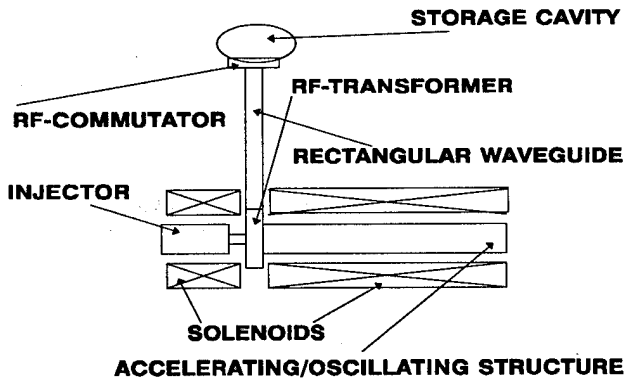 STORAGE CAVITY
RF-TRANSFORMER
RF-COMMUTATOR
RECTANGULAR WAVEGUIDE
INJECTOR
SOLENOIDS
ACCELERATING/OSCILLATING STRUCTURE